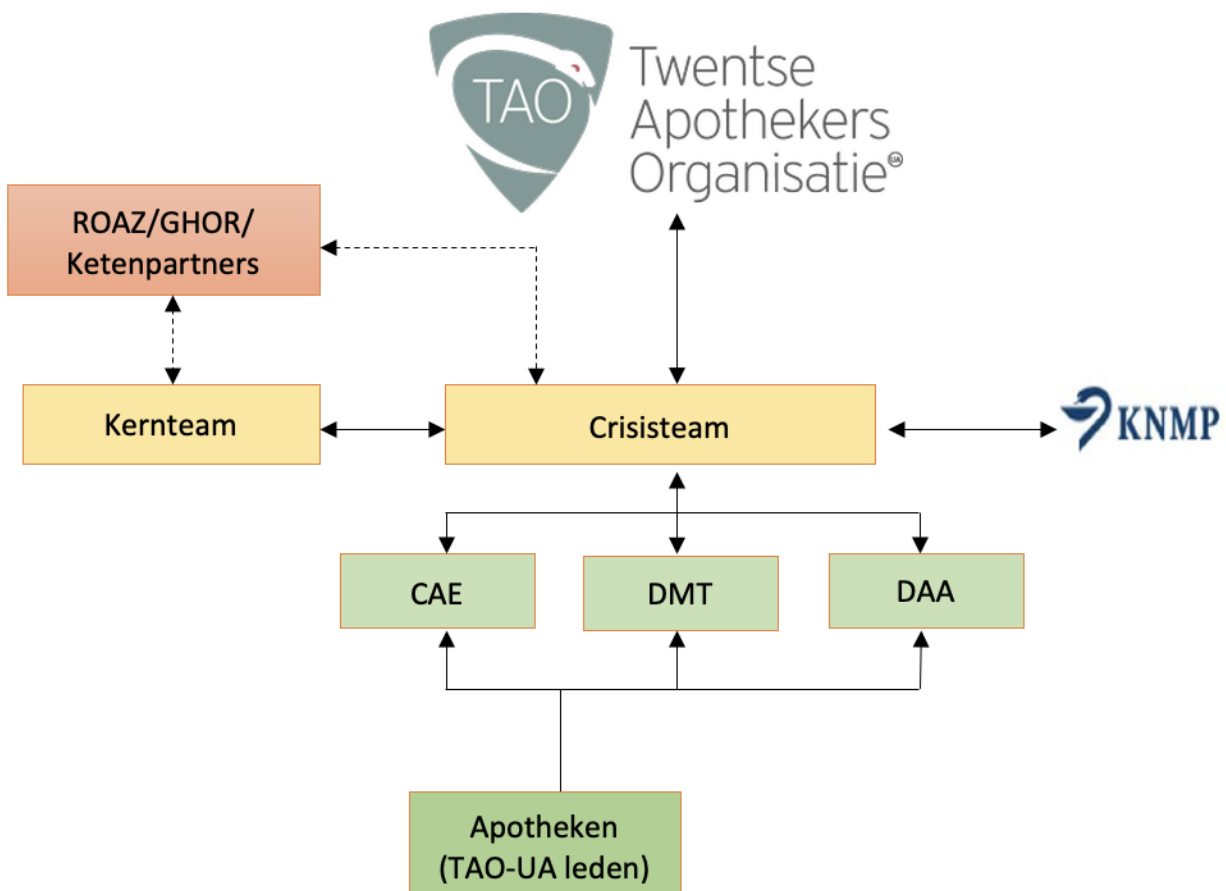 TAO
Twentse
Apothekers
Organisatie
UA
ROAZ/GHOR/
Ketenpartners
Kernteam
Crisisteam
KNMP
CAE
DMT
DAA
Apotheken
(TAO-UA leden)